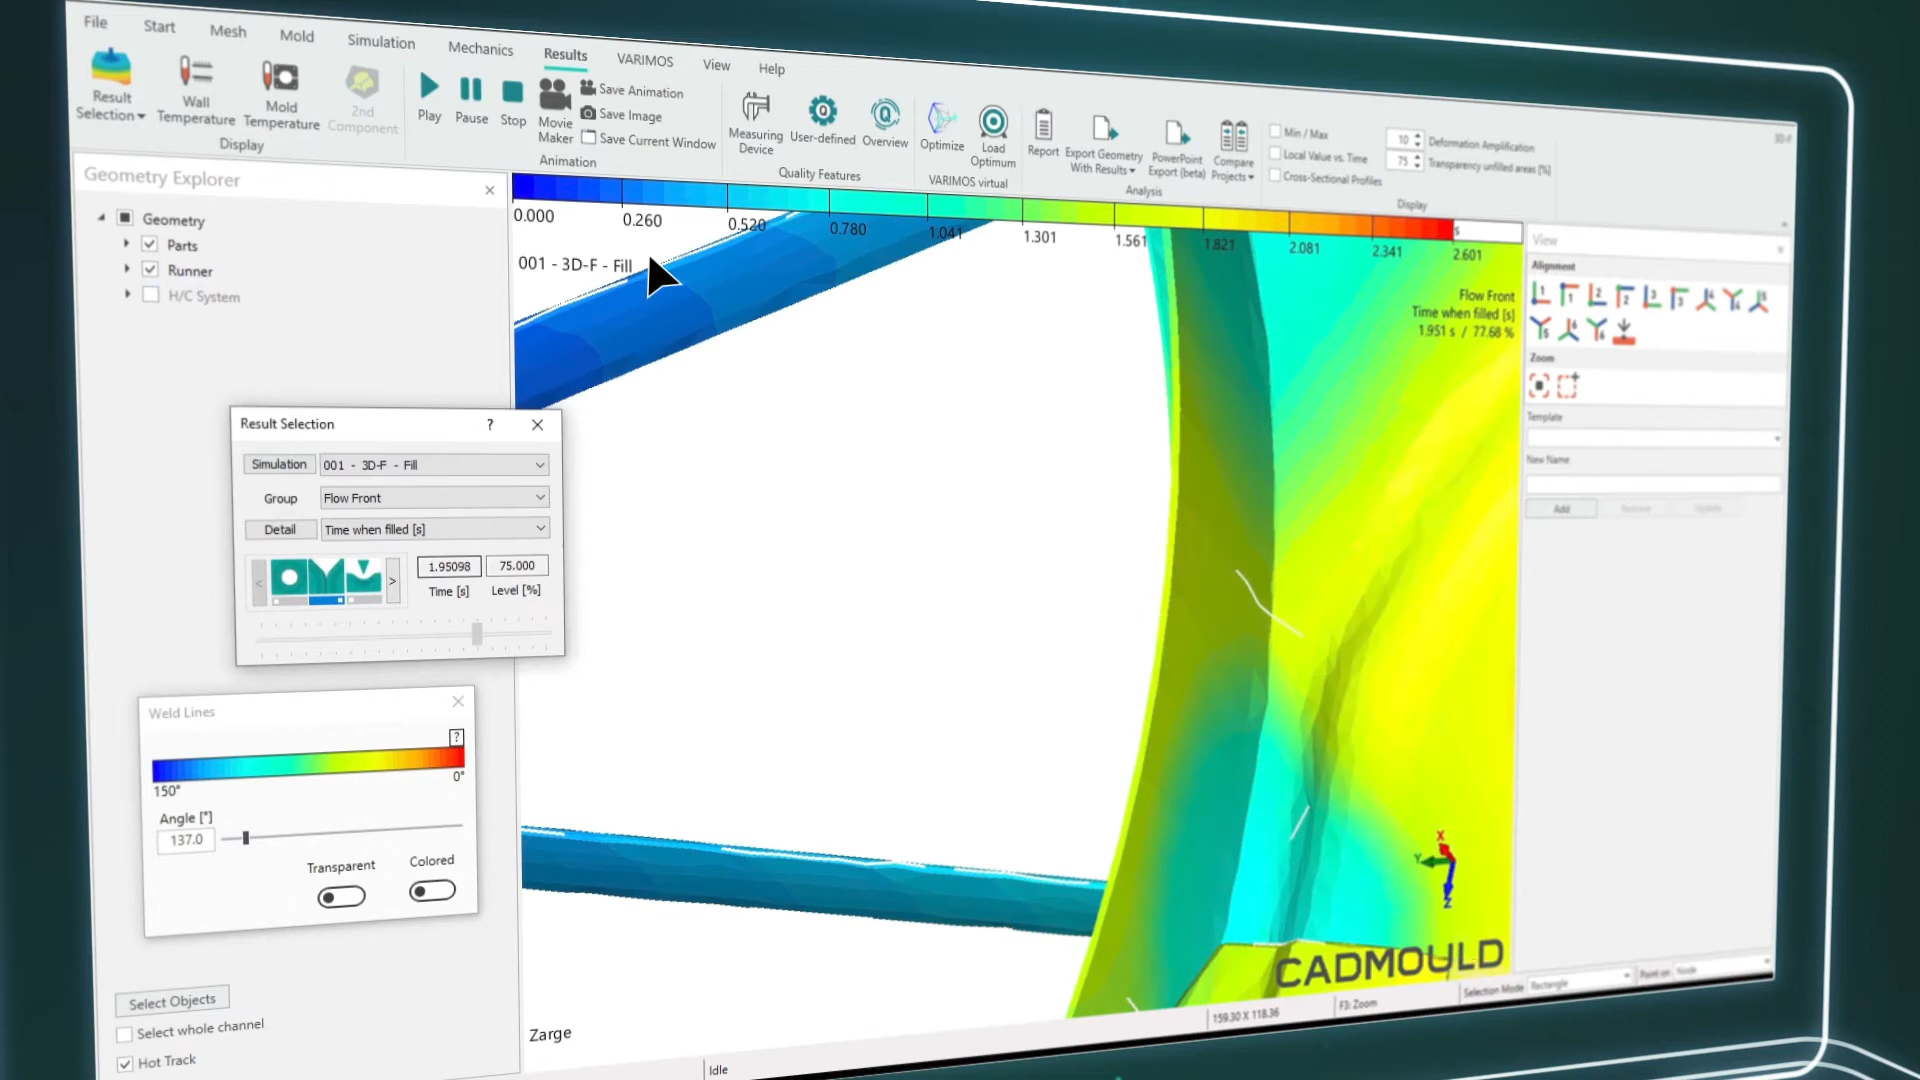 File Start Mesh Mold Simulation Mechanics Results VARIMOS View Help
Result Selection
Wall Temperature
Mold Temperature
2nd Component
Display
Play Pause Stop
Movie Maker
Save Animation
Save Image
Save Current Window
Animation
Measuring Device
User-defined
Overview
Quality Features
Optimize
Load Optimum
VARIMOS virtual
Report
Export Geometry With Results
PowerPoint Export (beta)
Compare Projects
Analysis
Min / Max
Local Value vs. Time
Cross-Sectional Profiles
10 Deformation Amplification
75 Transparency unfilled areas [%]
Display
3D-F
Geometry Explorer
Geometry
Parts
Runner
H/C System
0.000 0.260 0.520 0.780 1.041 1.301 1.561 1.821 2.081 2.341 2.601
s
001 - 3D-F - Fill
Flow Front
Time when filled [s]
1.951 s / 77.68 %
View
Alignment
Zoom
Template
New Name
Add Remove Update
Result Selection ?
Simulation 001 - 3D-F - Fill
Group Flow Front
Detail Time when filled [s]
< > 1.95098 75.000
Time [s] Level [%]
Weld Lines
?
150° 0°
Angle [°]
137.0
Transparent Colored
Select Objects
Select whole channel
Hot Track
X
Y
Z
CADMOULD
Zarge
Idle
159.30 X 118.36
F3: Zoom
Selection Mode Rectangle
Point on Node